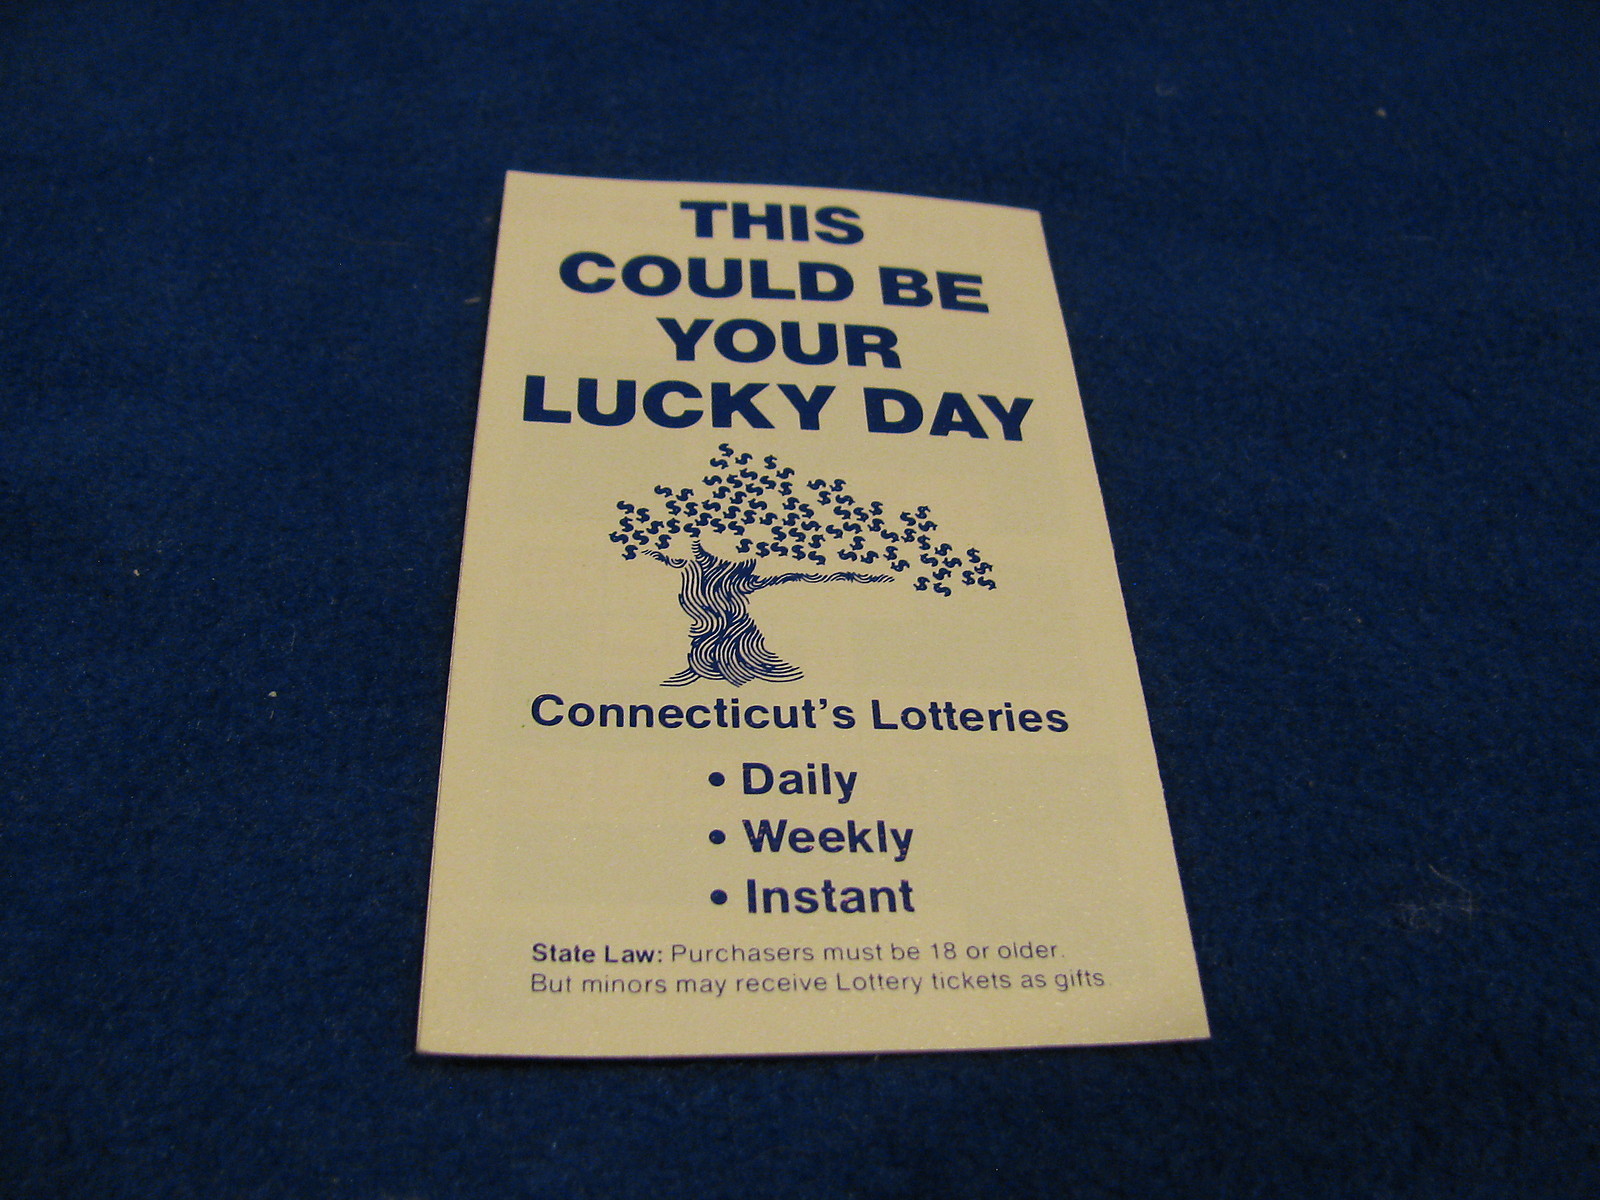 THIS
COULD BE
YOUR
LUCKY DAY
Connecticut's Lotteries
• Daily
• Weekly
• Instant
State Law: Purchasers must be 18 or older.
But minors may receive Lottery tickets as gifts.